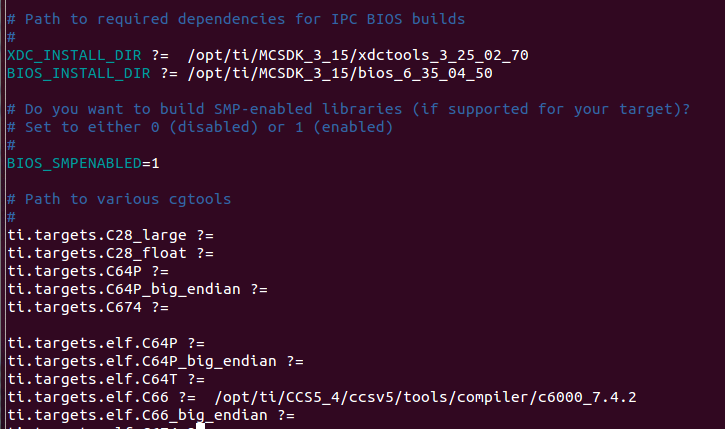 # Path to required dependencies for IPC BIOS builds
#
XDC_INSTALL_DIR ?=  /opt/ti/MCSDK_3_15/xdctools_3_25_02_70
BIOS_INSTALL_DIR ?= /opt/ti/MCSDK_3_15/bios_6_35_04_50
# Do you want to build SMP-enabled libraries (if supported for your target)?
# Set to either 0 (disabled) or 1 (enabled)
#
BIOS_SMPENABLED=1
# Path to various cgtools
#
ti.targets.C28_large ?=
ti.targets.C28_float ?=
ti.targets.C64P ?=
ti.targets.C64P_big_endian ?=
ti.targets.C674 ?=
ti.targets.elf.C64P ?=
ti.targets.elf.C64P_big_endian ?=
ti.targets.elf.C64T ?=
ti.targets.elf.C66 ?=  /opt/ti/CCS5_4/ccsv5/tools/compiler/c6000_7.4.2
ti.targets.elf.C66_big_endian ?=